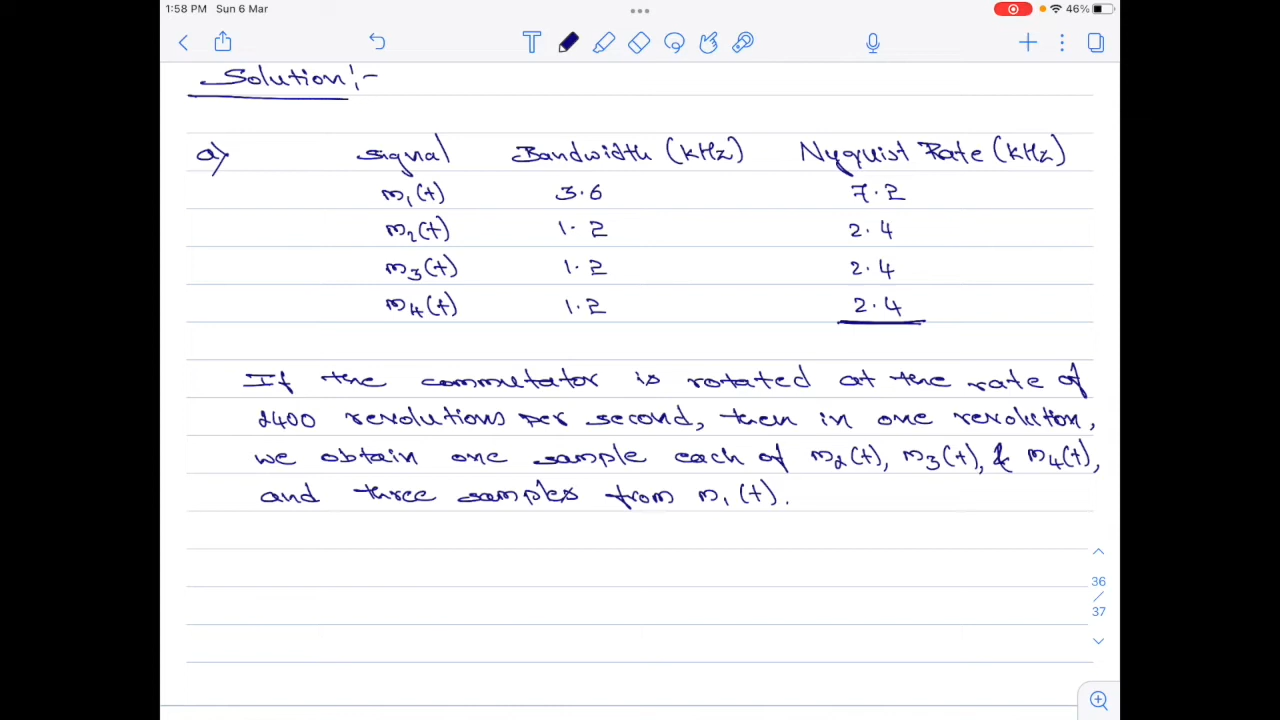 1:58 PM Sun 6 Mar
46%
Solution:-
a) Signal Bandwidth (kHz) Nyquist Rate (kHz)
m₁(t) 3.6 7.2
m₂(t) 1.2 2.4
m₃(t) 1.2 2.4
m₄(t) 1.2 2.4
If the commutator is rotated at the rate of
2400 revolutions per second, then in one revolution,
we obtain one sample each of m₂(t), m₃(t), & m₄(t),
and three samples from m₁(t).
36
/
37